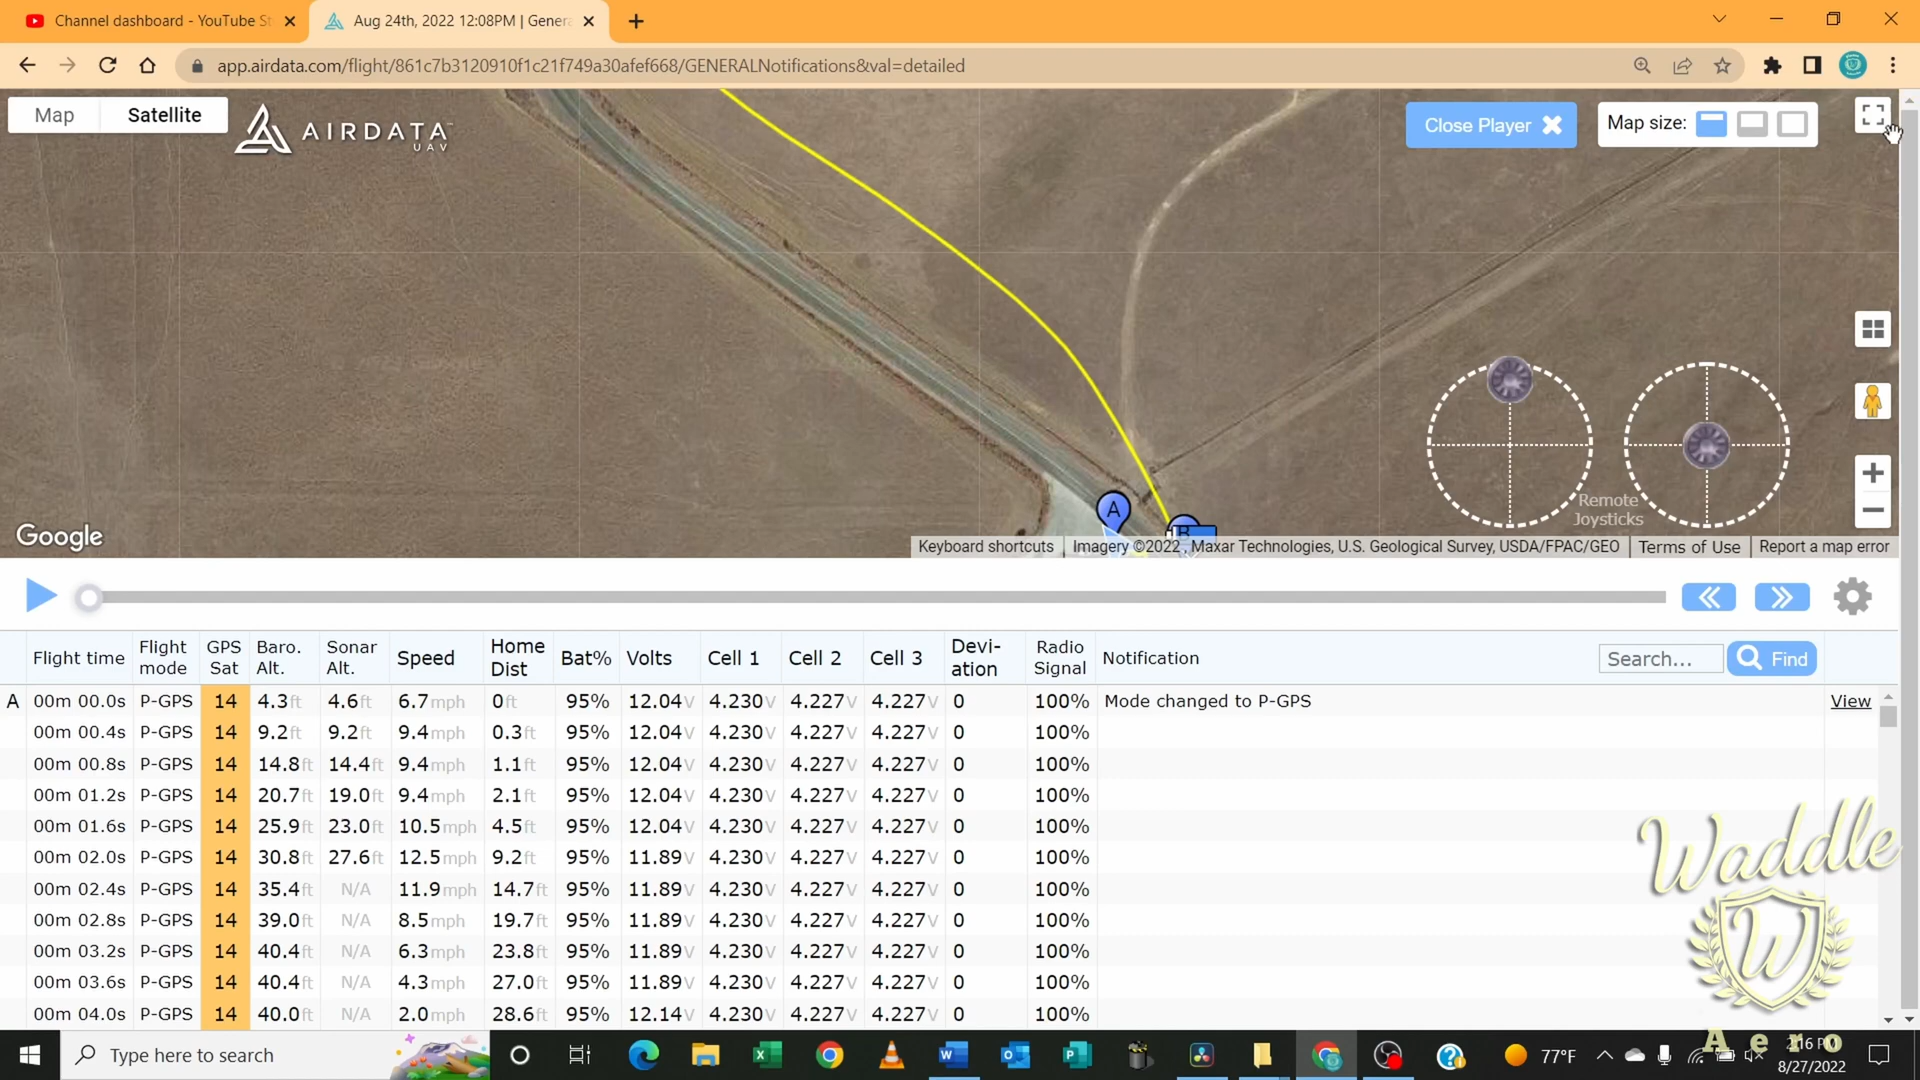 Channel dashboard - YouTube St
Aug 24th, 2022 12:08PM | Genera
app.airdata.com/flight/861c7b3120910f1c21f749a30afef668/GENERALNotifications&val=detailed
Map Satellite
AIRDATA
UAV
Close Player
Map size:
Remote
Joysticks
A
B
Google
Keyboard shortcuts Imagery ©2022 , Maxar Technologies, U.S. Geological Survey, USDA/FPAC/GEO Terms of Use Report a map error
Flight time Flight mode GPS Sat Baro. Alt. Sonar Alt. Speed Home Dist Bat% Volts Cell 1 Cell 2 Cell 3 Devi-ation Radio Signal Notification Search... Find
A 00m 00.0s P-GPS 14 4.3ft 4.6ft 6.7mph 0ft 95% 12.04V 4.230V 4.227V 4.227V 0 100% Mode changed to P-GPS View
00m 00.4s P-GPS 14 9.2ft 9.2ft 9.4mph 0.3ft 95% 12.04V 4.230V 4.227V 4.227V 0 100%
00m 00.8s P-GPS 14 14.8ft 14.4ft 9.4mph 1.1ft 95% 12.04V 4.230V 4.227V 4.227V 0 100%
00m 01.2s P-GPS 14 20.7ft 19.0ft 9.4mph 2.1ft 95% 12.04V 4.230V 4.227V 4.227V 0 100%
00m 01.6s P-GPS 14 25.9ft 23.0ft 10.5mph 4.5ft 95% 12.04V 4.230V 4.227V 4.227V 0 100%
00m 02.0s P-GPS 14 30.8ft 27.6ft 12.5mph 9.2ft 95% 11.89V 4.230V 4.227V 4.227V 0 100%
00m 02.4s P-GPS 14 35.4ft N/A 11.9mph 14.7ft 95% 11.89V 4.230V 4.227V 4.227V 0 100%
00m 02.8s P-GPS 14 39.0ft N/A 8.5mph 19.7ft 95% 11.89V 4.230V 4.227V 4.227V 0 100%
00m 03.2s P-GPS 14 40.4ft N/A 6.3mph 23.8ft 95% 11.89V 4.230V 4.227V 4.227V 0 100%
00m 03.6s P-GPS 14 40.4ft N/A 4.3mph 27.0ft 95% 11.89V 4.230V 4.227V 4.227V 0 100%
00m 04.0s P-GPS 14 40.0ft N/A 2.0mph 28.6ft 95% 12.14V 4.230V 4.227V 4.227V 0 100%
Waddle
W
Aero
Type here to search
77°F
2:16 PM
8/27/2022